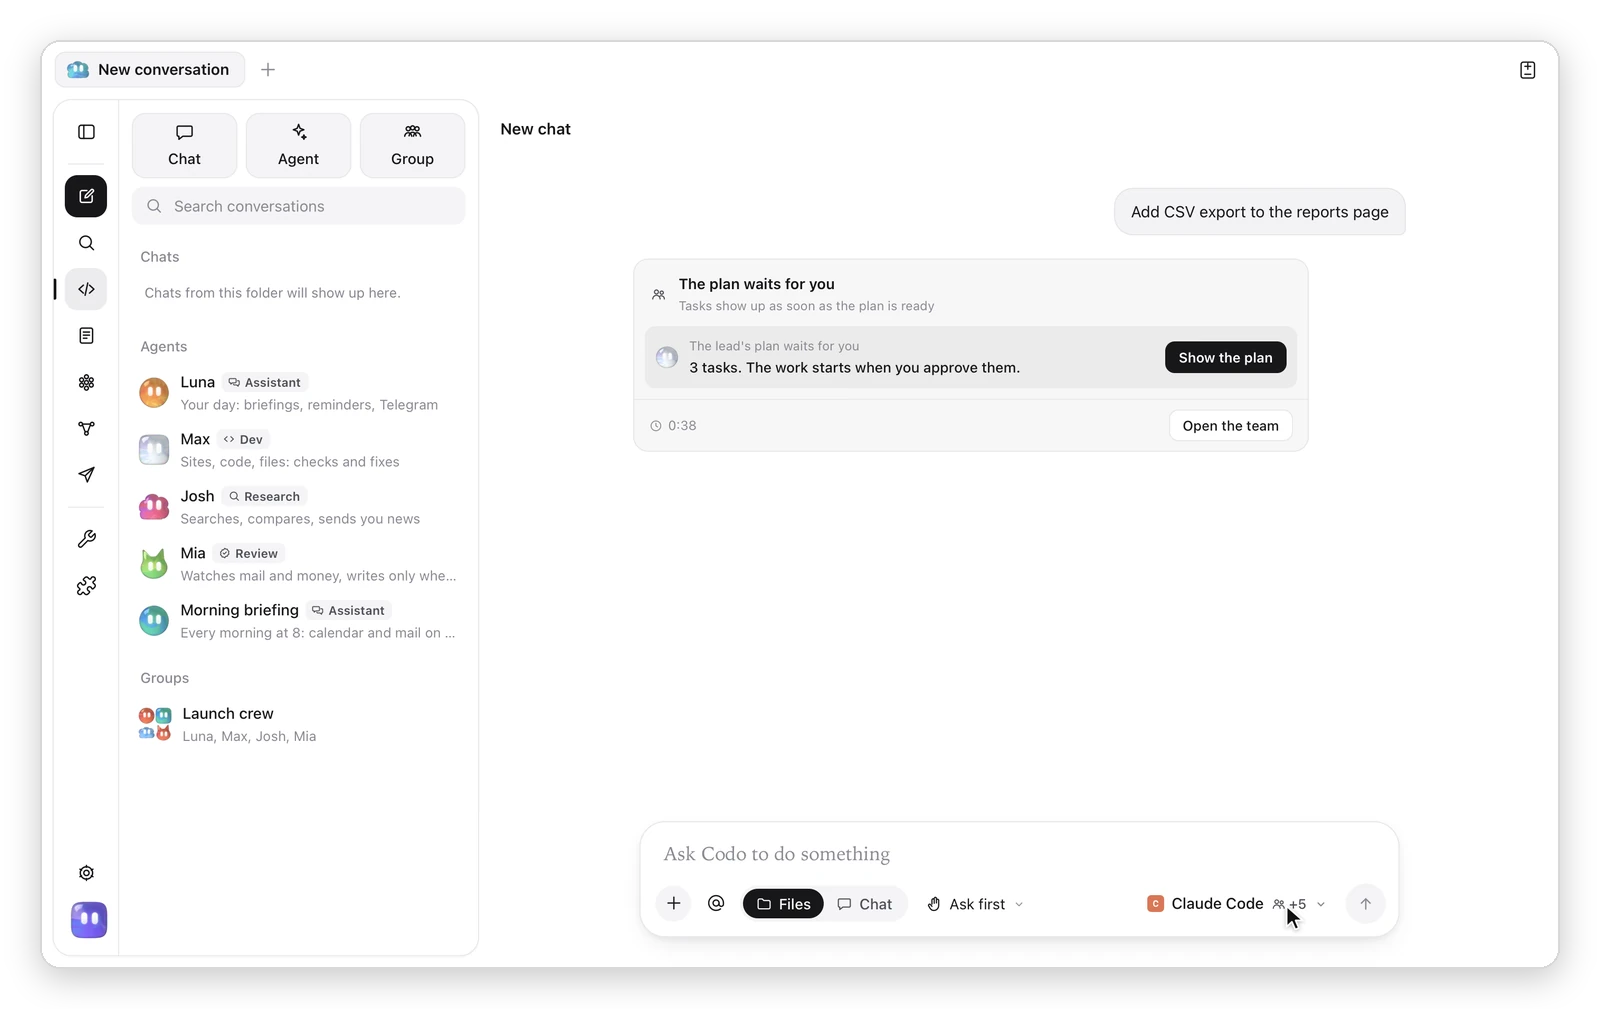 New conversation
Chat
Agent
Group
Search conversations
Chats
Chats from this folder will show up here.
Agents
Luna Assistant
Your day: briefings, reminders, Telegram
Max Dev
Sites, code, files: checks and fixes
Josh Research
Searches, compares, sends you news
Mia Review
Watches mail and money, writes only whe...
Morning briefing Assistant
Every morning at 8: calendar and mail on ...
Groups
Launch crew
Luna, Max, Josh, Mia
New chat
Add CSV export to the reports page
The plan waits for you
Tasks show up as soon as the plan is ready
The lead's plan waits for you
3 tasks. The work starts when you approve them.
Show the plan
0:38
Open the team
Ask Codo to do something
Files Chat Ask first C Claude Code +5